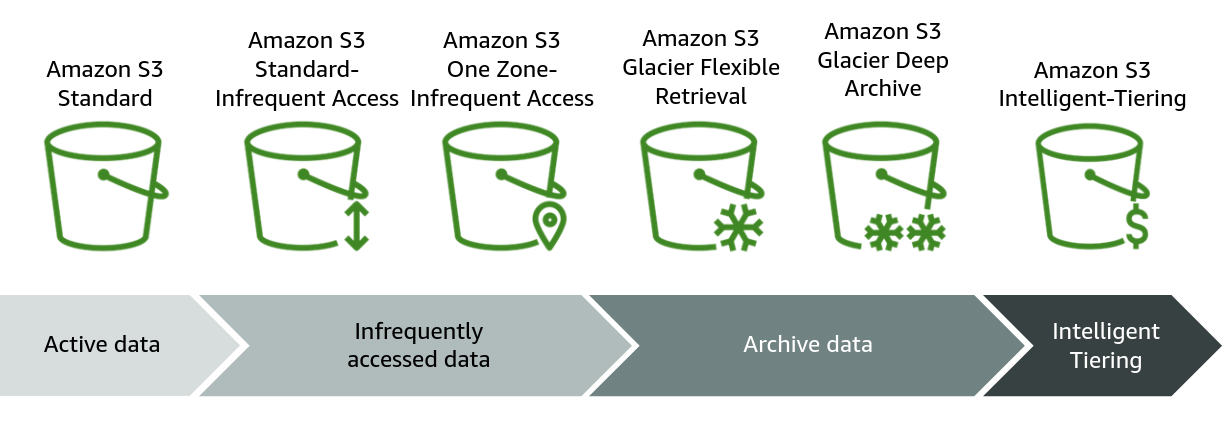 Amazon S3
Standard
Amazon S3
Standard-
Infrequent Access
Amazon S3
One Zone-
Infrequent Access
Amazon S3
Glacier Flexible
Retrieval
Amazon S3
Glacier Deep
Archive
Amazon S3
Intelligent-Tiering
$
Active data
Infrequently
accessed data
Archive data
Intelligent
Tiering